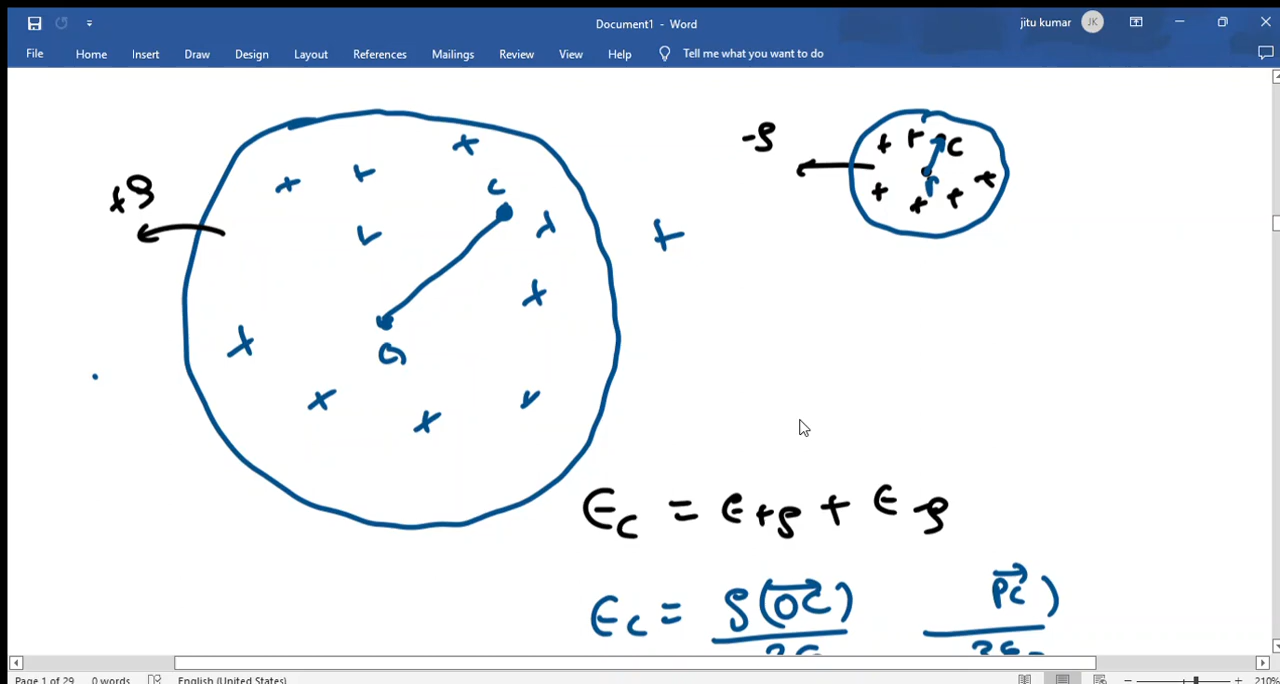 Document1 - Word
jitu kumar JK
File Home Insert Draw Design Layout References Mailings Review View Help Tell me what you want to do
+ρ
C
O
+
-ρ
C
P
E_C = E_+ρ + E_-ρ
E_C = ρ(OC) PC)
Page 1 of 29 0 words English (United States) 210%